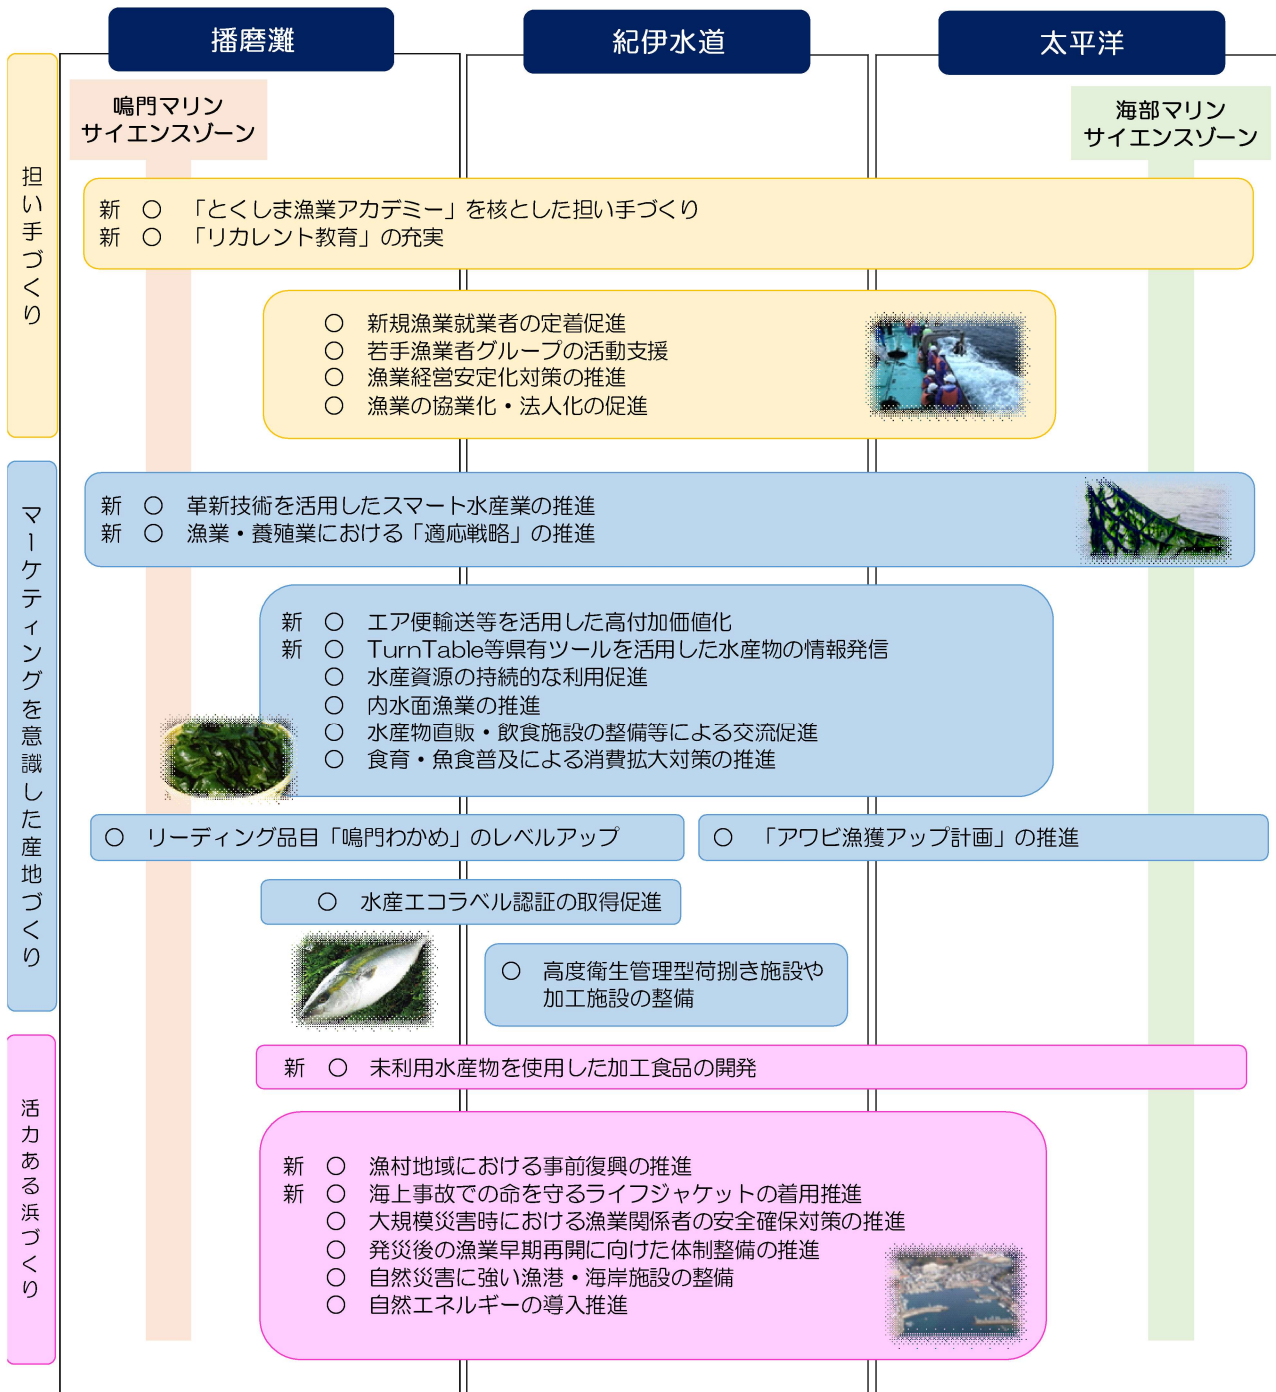 播磨灘
紀伊水道
太平洋
鳴門マリン
サイエンスゾーン
海部マリン
サイエンスゾーン
担い手づくり
新 〇 「とくしま漁業アカデミー」を核とした担い手づくり
新 〇 「リカレント教育」の充実
〇 新規漁業就業者の定着促進
〇 若手漁業者グループの活動支援
〇 漁業経営安定化対策の推進
〇 漁業の協業化・法人化の促進
マーケティングを意識した産地づくり
新 〇 革新技術を活用したスマート水産業の推進
新 〇 漁業・養殖業における「適応戦略」の推進
新 〇 エア便輸送等を活用した高付加価値化
新 〇 TurnTable等県有ツールを活用した水産物の情報発信
〇 水産資源の持続的な利用促進
〇 内水面漁業の推進
〇 水産物直販・飲食施設の整備等による交流促進
〇 食育・魚食普及による消費拡大対策の推進
〇 リーディング品目「鳴門わかめ」のレベルアップ
〇 「アワビ漁獲アップ計画」の推進
〇 水産エコラベル認証の取得促進
〇 高度衛生管理型荷捌き施設や
加工施設の整備
活力ある浜づくり
新 〇 未利用水産物を使用した加工食品の開発
新 〇 漁村地域における事前復興の推進
新 〇 海上事故での命を守るライフジャケットの着用推進
〇 大規模災害時における漁業関係者の安全確保対策の推進
〇 発災後の漁業早期再開に向けた体制整備の推進
〇 自然災害に強い漁港・海岸施設の整備
〇 自然エネルギーの導入推進